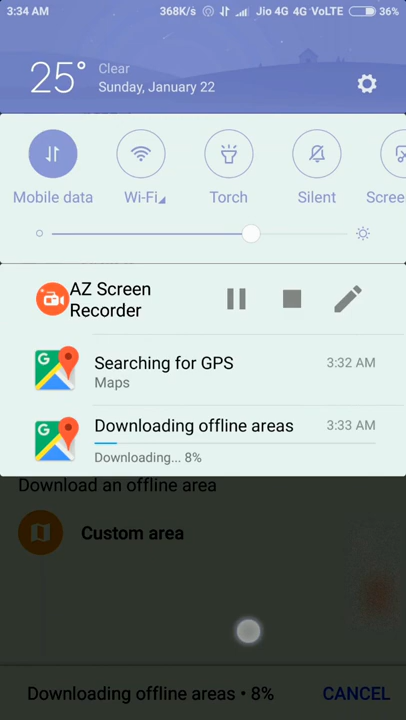 3:34 AM 368K/s Jio 4G 4G VoLTE 36%
25° Clear
Sunday, January 22
Mobile data Wi-Fi Torch Silent Scree
AZ Screen
Recorder
Searching for GPS 3:32 AM
Maps
Downloading offline areas 3:33 AM
Downloading... 8%
Download an offline area
Custom area
Downloading offline areas • 8% CANCEL